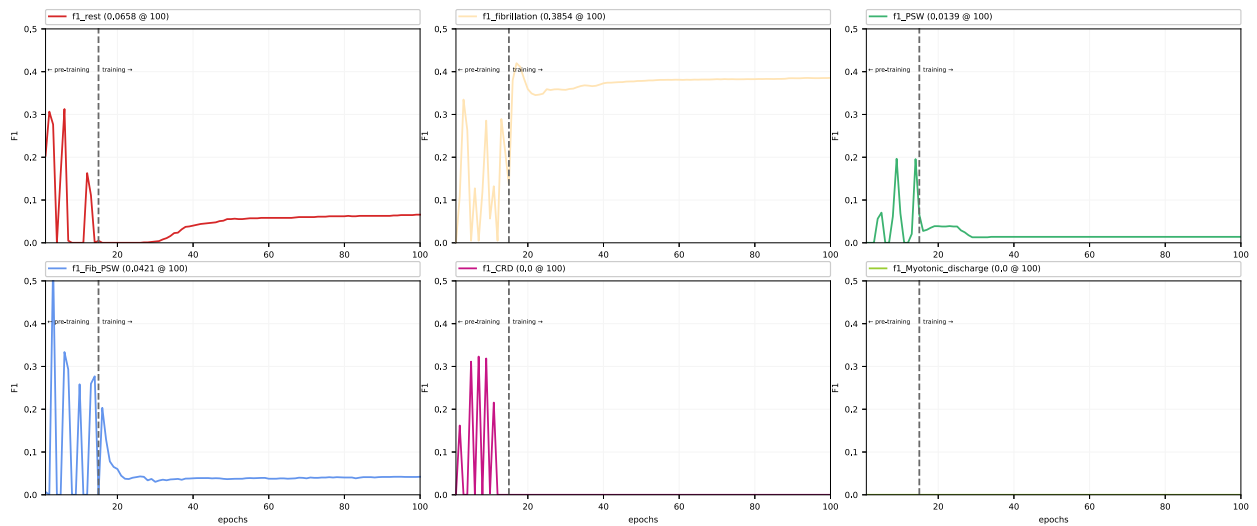 f1_rest (0,0658 @ 100)
f1_fibrillation (0,3854 @ 100)
f1_PSW (0,0139 @ 100)
0,5
0,4
0,3
0,2
0,1
0,0
F1
← pre-training
training →
20
40
60
80
100
0,5
0,4
0,3
0,2
0,1
0,0
F1
← pre-training
training →
20
40
60
80
100
0,5
0,4
0,3
0,2
0,1
0,0
F1
← pre-training
training →
20
40
60
80
100
f1_Fib_PSW (0,0421 @ 100)
f1_CRD (0,0 @ 100)
f1_Myotonic_discharge (0,0 @ 100)
0,5
0,4
0,3
0,2
0,1
0,0
F1
← pre-training
training →
20
40
60
80
100
epochs
0,5
0,4
0,3
0,2
0,1
0,0
F1
← pre-training
training →
20
40
60
80
100
epochs
0,5
0,4
0,3
0,2
0,1
0,0
F1
← pre-training
training →
20
40
60
80
100
epochs